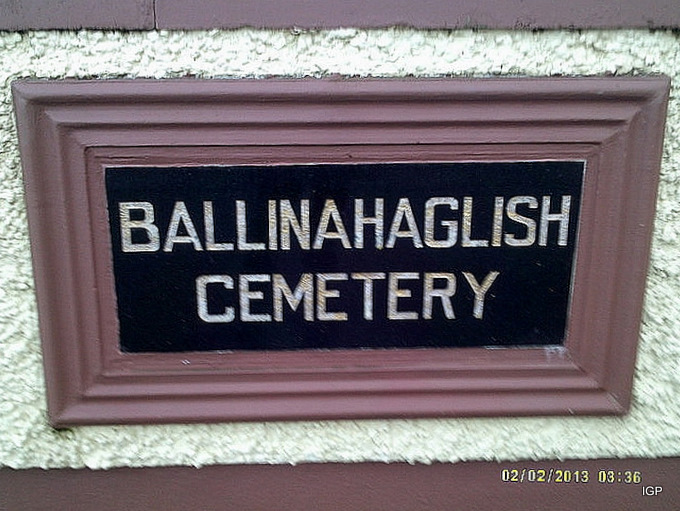 BALLINAHAGLISH
CEMETERY
02/02/2013 03:36
IGP